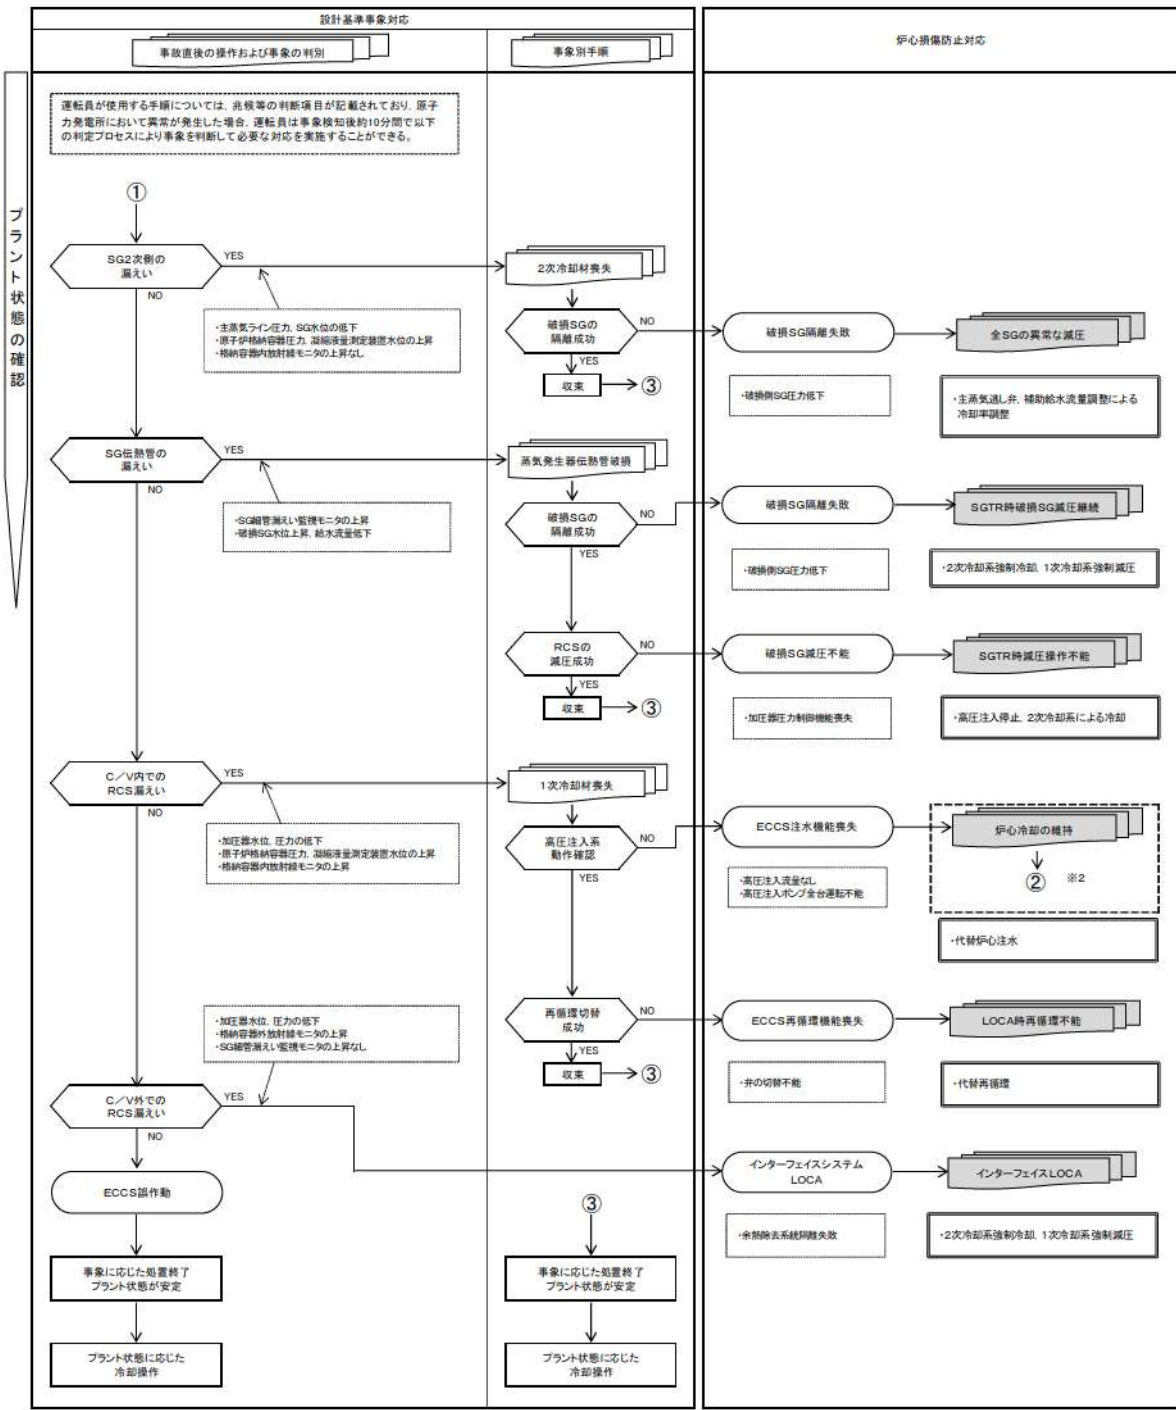 設計基準事象対応
事故直後の操作および事象の判別
事象別手順
炉心損傷防止対応
プラント状態の確認
運転員が使用する手順については、兆候等の判断項目が記載されており、原子
力発電所において異常が発生した場合、運転員は事象検知後約10分間で以下
の判定プロセスにより事象を判断して必要な対応を実施することができる。
①
SG2次側の
漏えい
YES
NO
・主蒸気ライン圧力、SG水位の低下
・原子炉格納容器圧力、凝縮液量測定装置水位の上昇
・格納容器内放射線モニタの上昇なし
2次冷却材喪失
破損SGの
隔離成功
NO
YES
収束
③
破損SG隔離失敗
・破損側SG圧力低下
全SGの異常な減圧
・主蒸気逃し弁、補助給水流量調整による
冷却率調整
SG伝熱管の
漏えい
YES
NO
・SG細管漏えい監視モニタの上昇
・破損SG水位上昇、給水流量低下
蒸気発生器伝熱管破損
破損SGの
隔離成功
NO
YES
破損SG隔離失敗
・破損側SG圧力低下
SGTR時破損SG減圧継続
・2次冷却系強制冷却、1次冷却系強制減圧
RCSの
減圧成功
NO
YES
収束
③
破損SG減圧不能
・加圧器圧力制御機能喪失
SGTR時減圧操作不能
・高圧注入停止、2次冷却系による冷却
C/V内での
RCS漏えい
YES
NO
・加圧器水位、圧力の低下
・原子炉格納容器圧力、凝縮液量測定装置水位の上昇
・格納容器内放射線モニタの上昇
1次冷却材喪失
高圧注入系
動作確認
NO
YES
ECCS注水機能喪失
・高圧注入流量なし
・高圧注入ポンプ全台運転不能
炉心冷却の維持
② ※2
・代替炉心注水
再循環切替
成功
NO
YES
収束
③
ECCS再循環機能喪失
・弁の切替不能
LOCA時再循環不能
・代替再循環
・加圧器水位、圧力の低下
・格納容器外放射線モニタの上昇
・SG細管漏えい監視モニタの上昇なし
C/V外での
RCS漏えい
YES
NO
インターフェイスシステム
LOCA
・余熱除去系統隔離失敗
インターフェイスLOCA
・2次冷却系強制冷却、1次冷却系強制減圧
ECCS誤作動
事象に応じた処置終了
プラント状態が安定
プラント状態に応じた
冷却操作
③
事象に応じた処置終了
プラント状態が安定
プラント状態に応じた
冷却操作